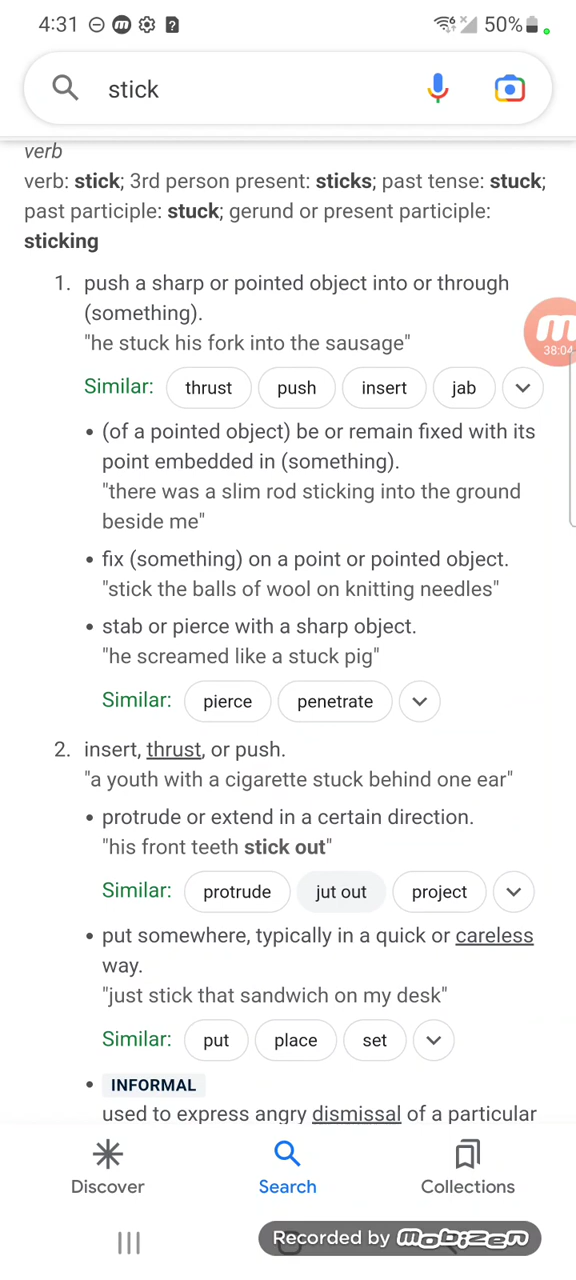 4:31 50%
stick
verb
verb: stick; 3rd person present: sticks; past tense: stuck;
past participle: stuck; gerund or present participle:
sticking
1. push a sharp or pointed object into or through
(something).
"he stuck his fork into the sausage"
38:04
Similar: thrust push insert jab
• (of a pointed object) be or remain fixed with its
point embedded in (something).
"there was a slim rod sticking into the ground
beside me"
• fix (something) on a point or pointed object.
"stick the balls of wool on knitting needles"
• stab or pierce with a sharp object.
"he screamed like a stuck pig"
Similar: pierce penetrate
2. insert, thrust, or push.
"a youth with a cigarette stuck behind one ear"
• protrude or extend in a certain direction.
"his front teeth stick out"
Similar: protrude jut out project
• put somewhere, typically in a quick or careless
way.
"just stick that sandwich on my desk"
Similar: put place set
• INFORMAL
used to express angry dismissal of a particular
Discover Search Collections
Recorded by mobizen